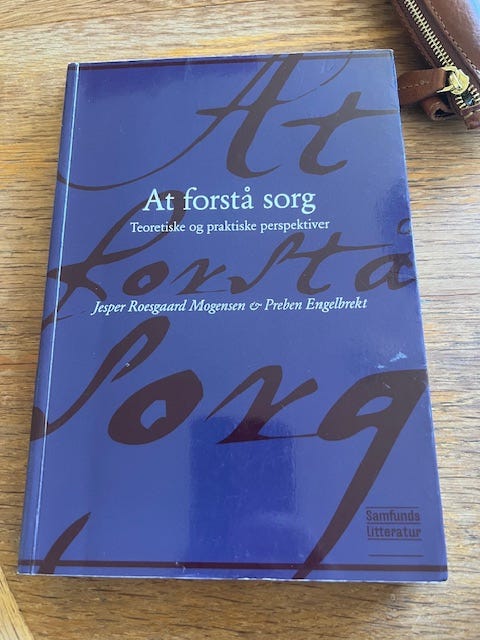 At
forstå
sorg
At forstå sorg
Teoretiske og praktiske perspektiver
Jesper Roesgaard Mogensen & Preben Engelbrekt
Samfunds
litteratur